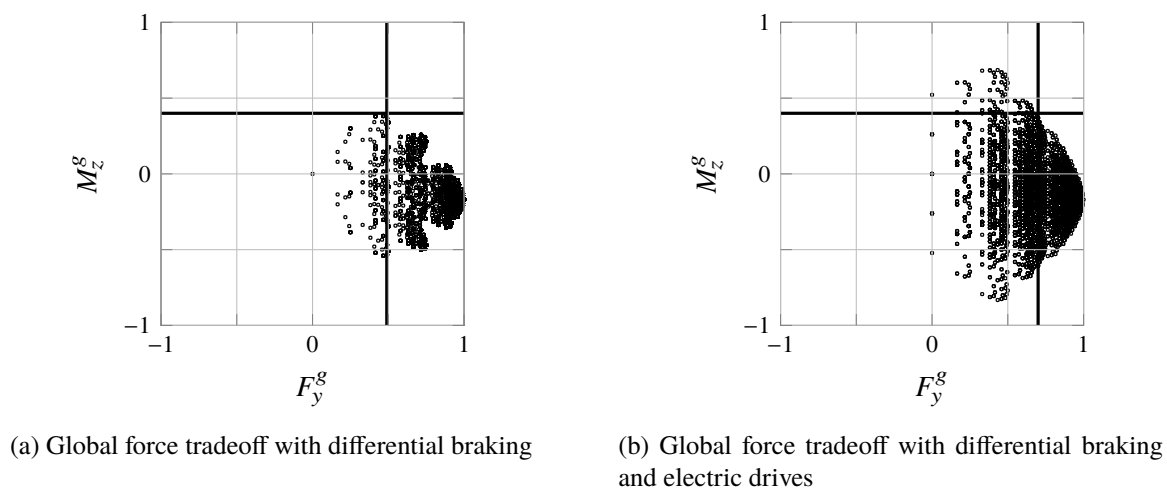 1
0
−1
−1
0
1
M_z^g
F_y^g
1
0
−1
−1
0
1
M_z^g
F_y^g
(a) Global force tradeoff with differential braking
(b) Global force tradeoff with differential braking
and electric drives